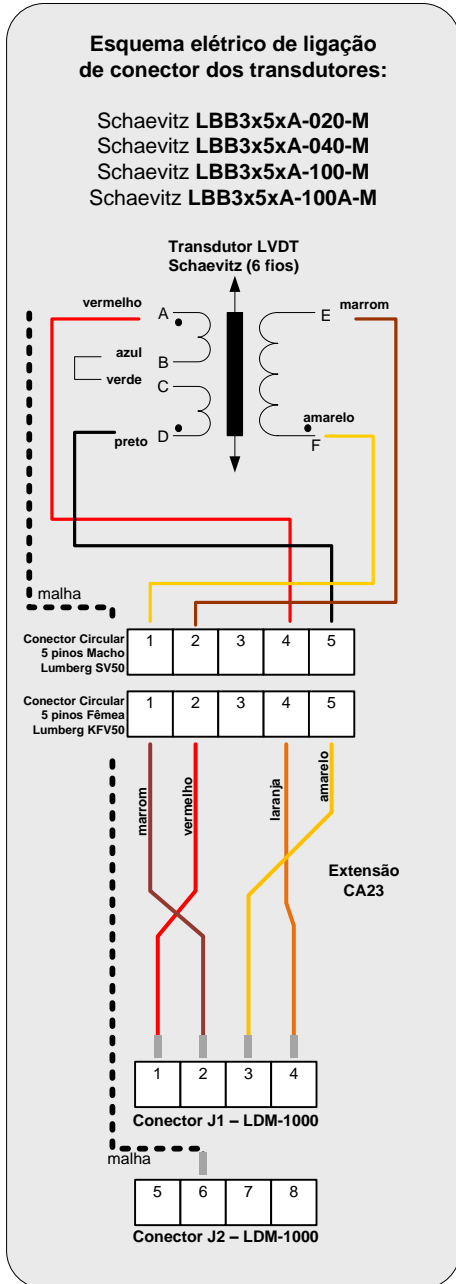 Esquema elétrico de ligação
de conector dos transdutores:
Schaevitz LBB3x5xA-020-M
Schaevitz LBB3x5xA-040-M
Schaevitz LBB3x5xA-100-M
Schaevitz LBB3x5xA-100A-M
Transdutor LVDT
Schaevitz (6 fios)
vermelho
A
E
marrom
azul
B
verde
C
amarelo
preto
D
F
malha
Conector Circular
5 pinos Macho
Lumberg SV50
1 2 3 4 5
Conector Circular
5 pinos Fêmea
Lumberg KFV50
1 2 3 4 5
marrom
vermelho
laranja
amarelo
Extensão
CA23
1 2 3 4
Conector J1 – LDM-1000
malha
5 6 7 8
Conector J2 – LDM-1000